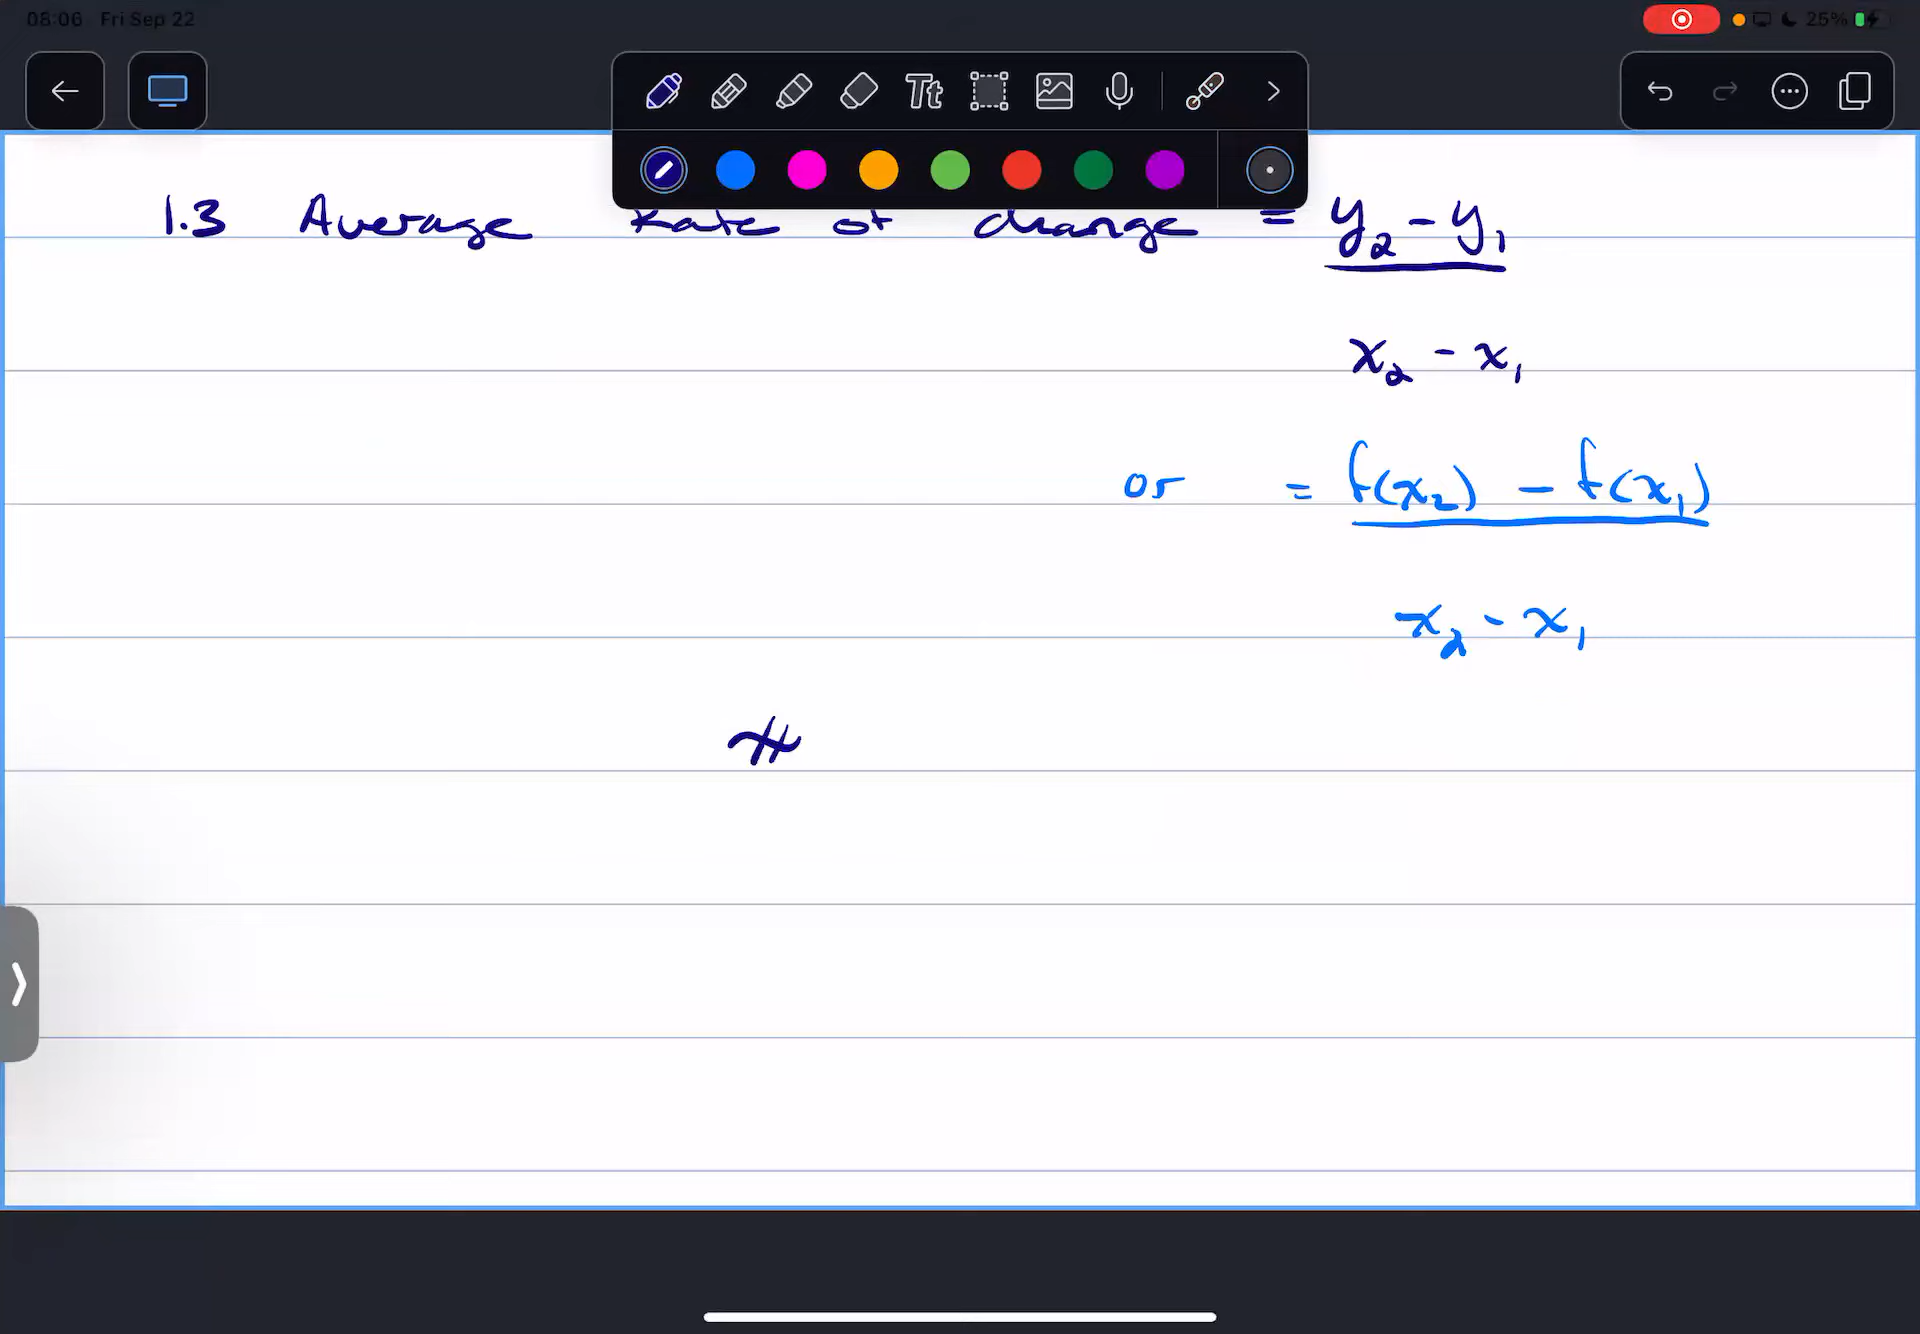 08:06 Fri Sep 22 25%
Tt
1.3 Average Rate of change = y₂ - y₁
x₂ - x₁
or = f(x₂) - f(x₁)
x₂ - x₁